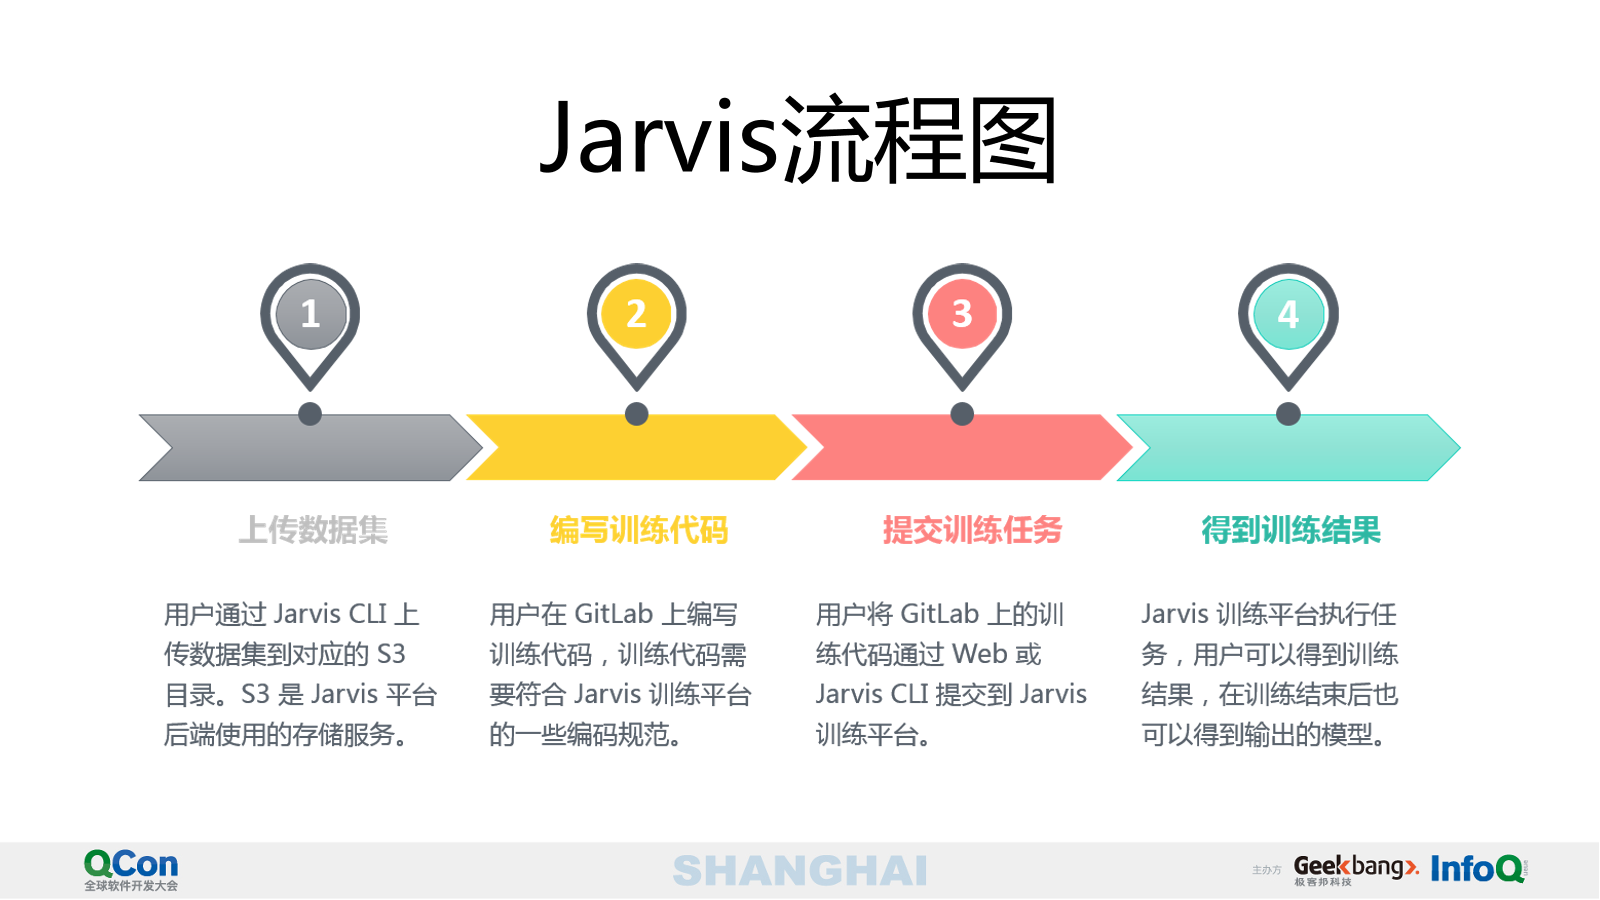 Jarvis流程图
1
2
3
4
上传数据集
编写训练代码
提交训练任务
得到训练结果
用户通过 Jarvis CLI 上
传数据集到对应的 S3
目录。S3 是 Jarvis 平台
后端使用的存储服务。
用户在 GitLab 上编写
训练代码，训练代码需
要符合 Jarvis 训练平台
的一些编码规范。
用户将 GitLab 上的训
练代码通过 Web 或
Jarvis CLI 提交到 Jarvis
训练平台。
Jarvis 训练平台执行任
务，用户可以得到训练
结果，在训练结束后也
可以得到输出的模型。
QCon
全球软件开发大会
SHANGHAI
主办方
Geekbang>.
极客邦科技
InfoQ